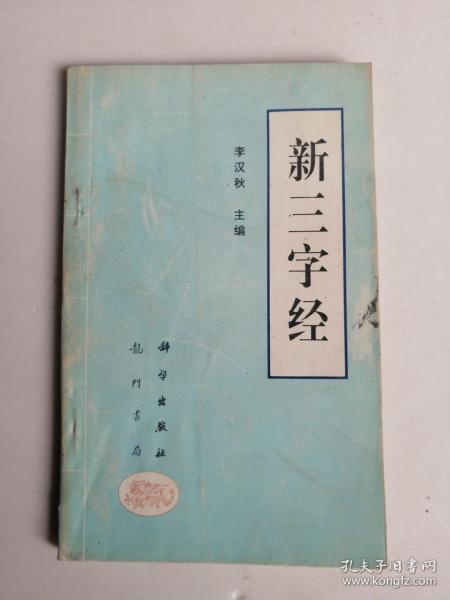 新三字经
李汉秋 主编
科学出版社
龍門書局
孔夫子旧书网
www.kongfz.com